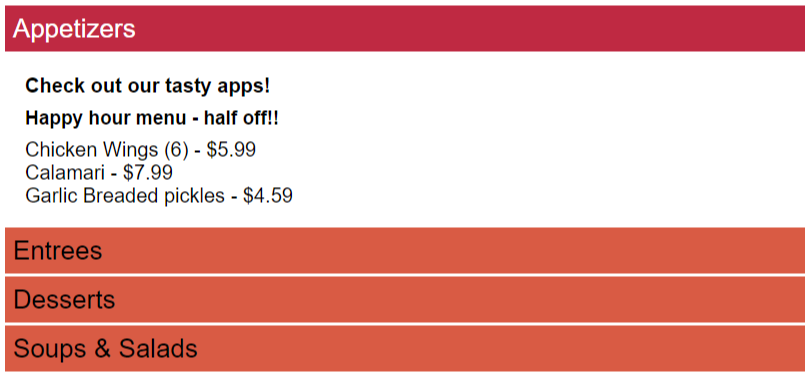 Appetizers
Check out our tasty apps!
Happy hour menu - half off!!
Chicken Wings (6) - $5.99
Calamari - $7.99
Garlic Breaded pickles - $4.59
Entrees
Desserts
Soups & Salads